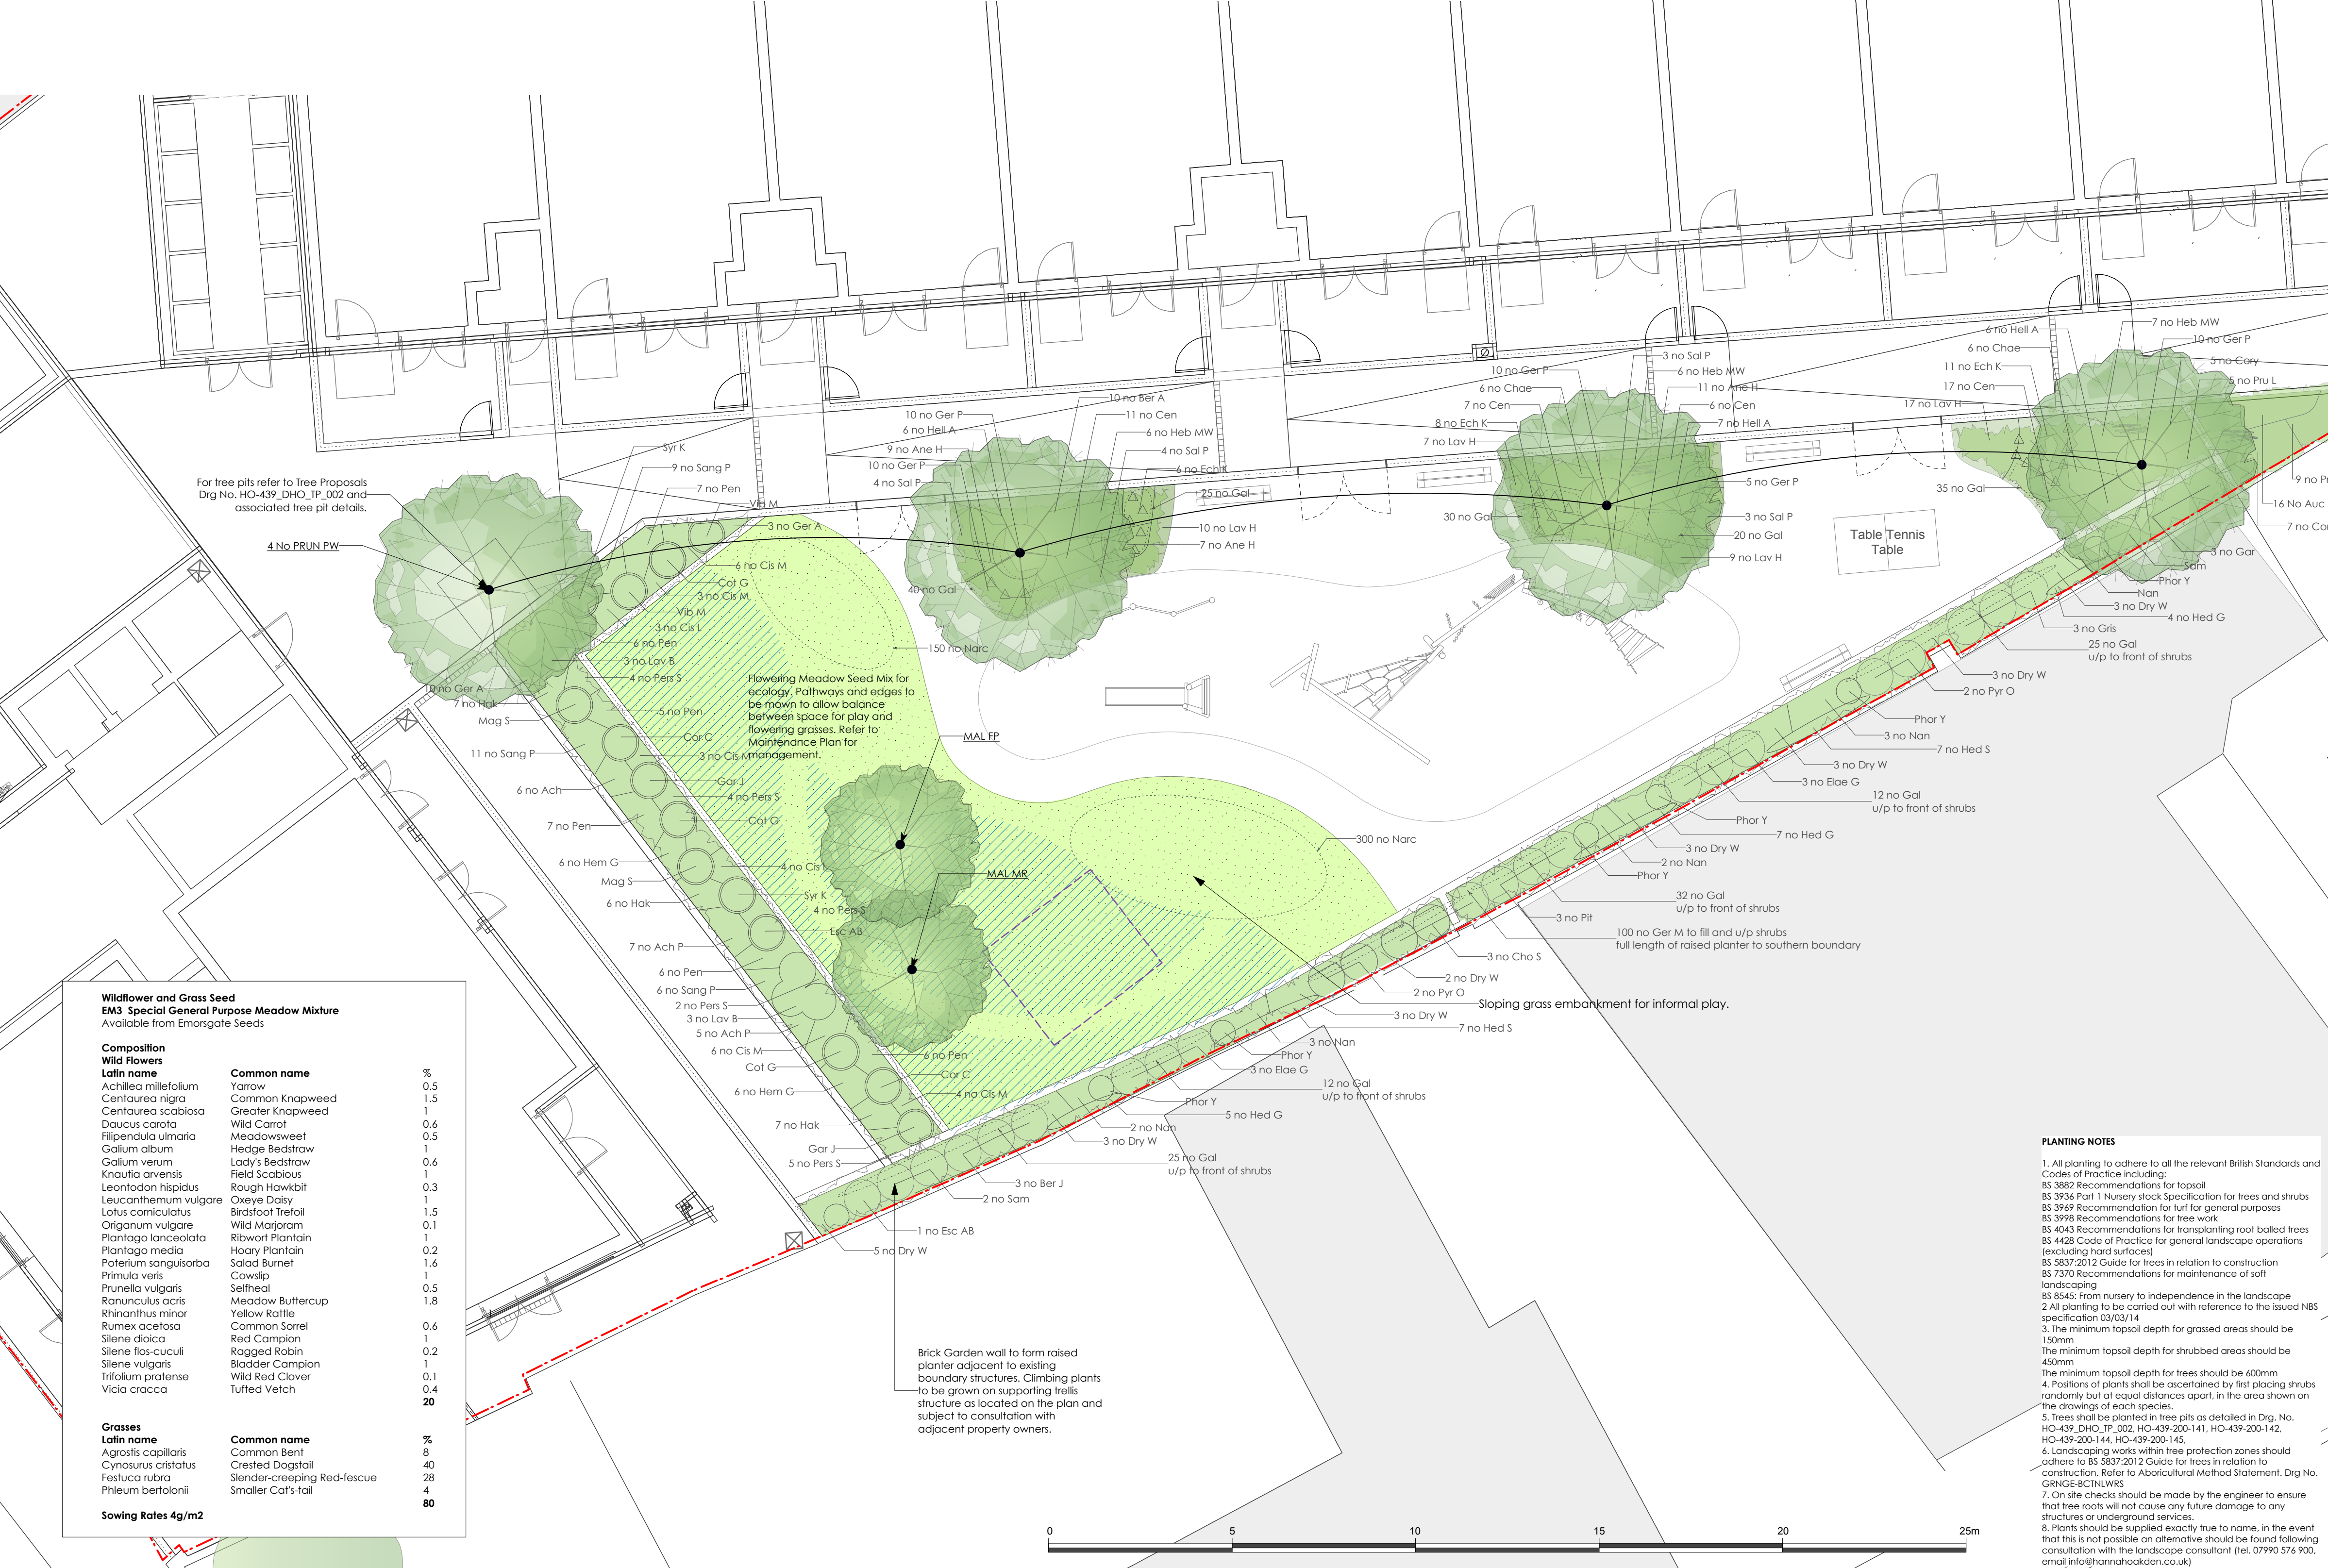 For tree pits refer to Tree Proposals
Drg No. HO-439_DHO_TP_002 and
associated tree pit details.
4 No PRUN PW
Syr K
9 no Sang P
7 no Pen
Vib M
3 no Ger A
6 no Cis M
Cot G
3 no Cis M
Vib M
3 no Cis L
6 no Pen
3 no Lav B
4 no Pers S
10 no Ger A
7 no Hak
Mag S
5 no Pen
Cor C
11 no Sang P
3 no Cis M
Gar J
6 no Ach
4 no Pers S
Cot G
7 no Pen
6 no Hem G
4 no Cis L
Mag S
Syr K
6 no Hak
4 no Pers S
Esc AB
7 no Ach P
6 no Pen
6 no Sang P
2 no Pers S
3 no Lav B
5 no Ach P
6 no Cis M
6 no Pen
Cot G
Cor C
6 no Hem G
4 no Cis M
7 no Hak
Gar J
5 no Pers S
Flowering Meadow Seed Mix for
ecology. Pathways and edges to
be mown to allow balance
between space for play and
flowering grasses. Refer to
Maintenance Plan for
management.
150 no Narc
MAL FP
MAL MR
300 no Narc
Sloping grass embankment for informal play.
10 no Ber A
10 no Ger P
11 no Cen
6 no Hell A
6 no Heb MW
9 no Ane H
4 no Sal P
10 no Ger P
6 no Ech K
4 no Sal P
25 no Gal
10 no Lav H
7 no Ane H
40 no Gal
3 no Sal P
10 no Ger P
6 no Heb MW
6 no Chae
11 no Ane H
7 no Cen
6 no Cen
8 no Ech K
7 no Hell A
7 no Lav H
5 no Ger P
30 no Gal
3 no Sal P
20 no Gal
9 no Lav H
7 no Heb MW
6 no Hell A
10 no Ger P
6 no Chae
5 no Cory
11 no Ech K
5 no Pru L
17 no Cen
17 no Lav H
35 no Gal
9 no Pr
16 No Auc
7 no Cor
Table Tennis
Table
3 no Gar
Sam
Phor Y
Nan
3 no Dry W
4 no Hed G
3 no Gris
25 no Gal
u/p to front of shrubs
3 no Dry W
2 no Pyr O
Phor Y
3 no Nan
7 no Hed S
3 no Dry W
3 no Elae G
12 no Gal
u/p to front of shrubs
Phor Y
7 no Hed G
3 no Dry W
2 no Nan
Phor Y
32 no Gal
u/p to front of shrubs
3 no Pit
100 no Ger M to fill and u/p shrubs
full length of raised planter to southern boundary
3 no Cho S
2 no Dry W
2 no Pyr O
3 no Dry W
7 no Hed S
3 no Nan
Phor Y
3 no Elae G
12 no Gal
u/p to front of shrubs
Phor Y
5 no Hed G
2 no Nan
3 no Dry W
25 no Gal
u/p to front of shrubs
3 no Ber J
2 no Sam
1 no Esc AB
5 no Dry W
Brick Garden wall to form raised
planter adjacent to existing
boundary structures. Climbing plants
to be grown on supporting trellis
structure as located on the plan and
subject to consultation with
adjacent property owners.
Wildflower and Grass Seed
EM3 Special General Purpose Meadow Mixture
Available from Emorsgate Seeds
Composition
Wild Flowers
Latin name Common name %
Achillea millefolium Yarrow 0.5
Centaurea nigra Common Knapweed 1.5
Centaurea scabiosa Greater Knapweed 1
Daucus carota Wild Carrot 0.6
Filipendula ulmaria Meadowsweet 0.5
Galium album Hedge Bedstraw 1
Galium verum Lady's Bedstraw 0.6
Knautia arvensis Field Scabious 1
Leontodon hispidus Rough Hawkbit 0.3
Leucanthemum vulgare Oxeye Daisy 1
Lotus corniculatus Birdsfoot Trefoil 1.5
Origanum vulgare Wild Marjoram 0.1
Plantago lanceolata Ribwort Plantain 1
Plantago media Hoary Plantain 0.2
Poterium sanguisorba Salad Burnet 1.6
Primula veris Cowslip 1
Prunella vulgaris Selfheal 0.5
Ranunculus acris Meadow Buttercup 1.8
Rhinanthus minor Yellow Rattle
Rumex acetosa Common Sorrel 0.6
Silene dioica Red Campion 1
Silene flos-cuculi Ragged Robin 0.2
Silene vulgaris Bladder Campion 1
Trifolium pratense Wild Red Clover 0.1
Vicia cracca Tufted Vetch 0.4
20
Grasses
Latin name Common name %
Agrostis capillaris Common Bent 8
Cynosurus cristatus Crested Dogstail 40
Festuca rubra Slender-creeping Red-fescue 28
Phleum bertolonii Smaller Cat's-tail 4
80
Sowing Rates 4g/m2
0 5 10 15 20 25m
PLANTING NOTES
1. All planting to adhere to all the relevant British Standards and
Codes of Practice including:
BS 3882 Recommendations for topsoil
BS 3936 Part 1 Nursery stock Specification for trees and shrubs
BS 3969 Recommendation for turf for general purposes
BS 3998 Recommendations for tree work
BS 4043 Recommendations for transplanting root balled trees
BS 4428 Code of Practice for general landscape operations
(excluding hard surfaces)
BS 5837:2012 Guide for trees in relation to construction
BS 7370 Recommendations for maintenance of soft
landscaping
BS 8545: From nursery to independence in the landscape
2 All planting to be carried out with reference to the issued NBS
specification 03/03/14
3. The minimum topsoil depth for grassed areas should be
150mm
The minimum topsoil depth for shrubbed areas should be
450mm
The minimum topsoil depth for trees should be 600mm
4. Positions of plants shall be ascertained by first placing shrubs
randomly but at equal distances apart, in the area shown on
the drawings of each species.
5. Trees shall be planted in tree pits as detailed in Drg. No.
HO-439_DHO_TP_002, HO-439-200-141, HO-439-200-142,
HO-439-200-144, HO-439-200-145,
6. Landscaping works within tree protection zones should
adhere to BS 5837:2012 Guide for trees in relation to
construction. Refer to Aboricultural Method Statement. Drg No.
GRNGE-BCTNLWRS
7. On site checks should be made by the engineer to ensure
that tree roots will not cause any future damage to any
structures or underground services.
8. Plants should be supplied exactly true to name, in the event
that this is not possible an alternative should be found following
consultation with the landscape consultant (tel. 07990 576 900,
email info@hannahoakden.co.uk)